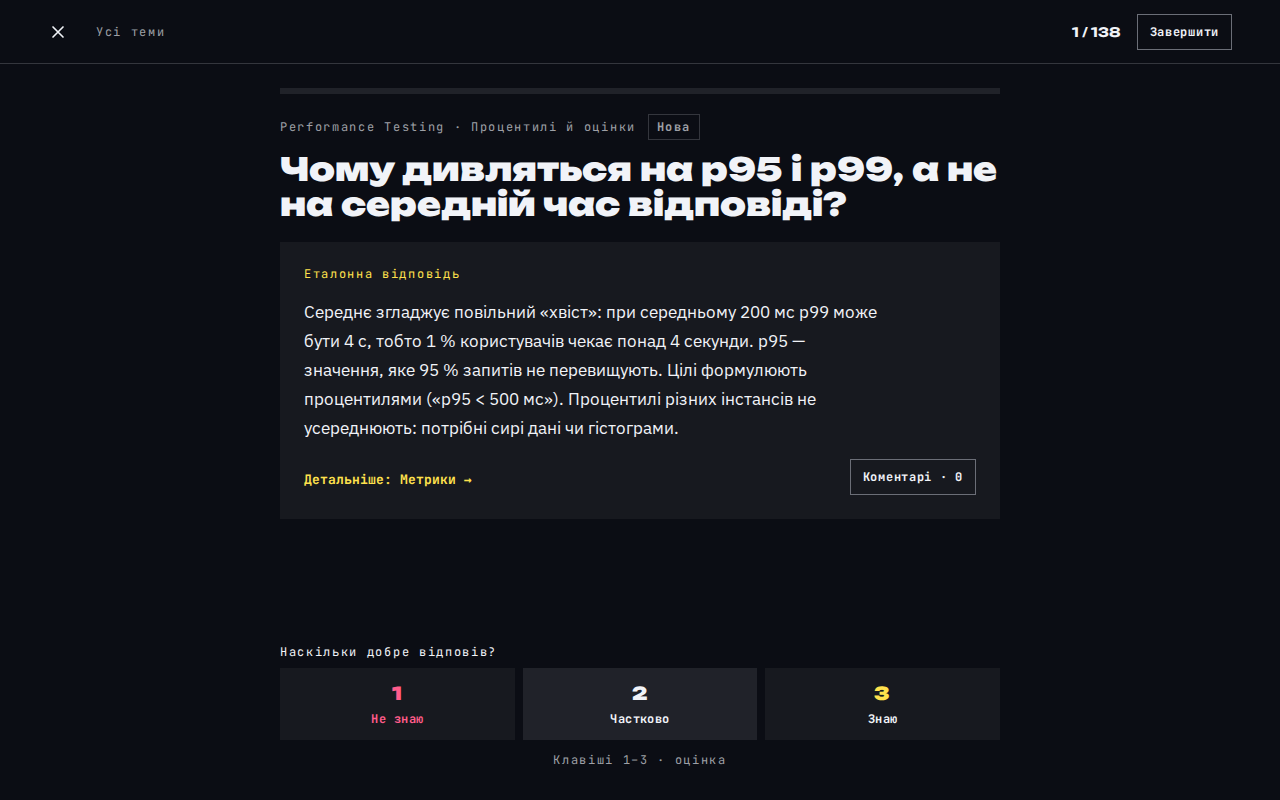 Усі теми
1 / 138
Завершити
Performance Testing · Процентилі й оцінки
Нова
Чому дивляться на p95 і p99, а не
на середній час відповіді?
Еталонна відповідь
Середнє згладжує повільний «хвіст»: при середньому 200 мс p99 може
бути 4 с, тобто 1 % користувачів чекає понад 4 секунди. p95 —
значення, яке 95 % запитів не перевищують. Цілі формулюють
процентилями («p95 < 500 мс»). Процентилі різних інстансів не
усереднюють: потрібні сирі дані чи гістограми.
Детальніше: Метрики →
Коментарі · 0
Наскільки добре відповів?
1
Не знаю
2
Частково
3
Знаю
Клавіші 1–3 · оцінка